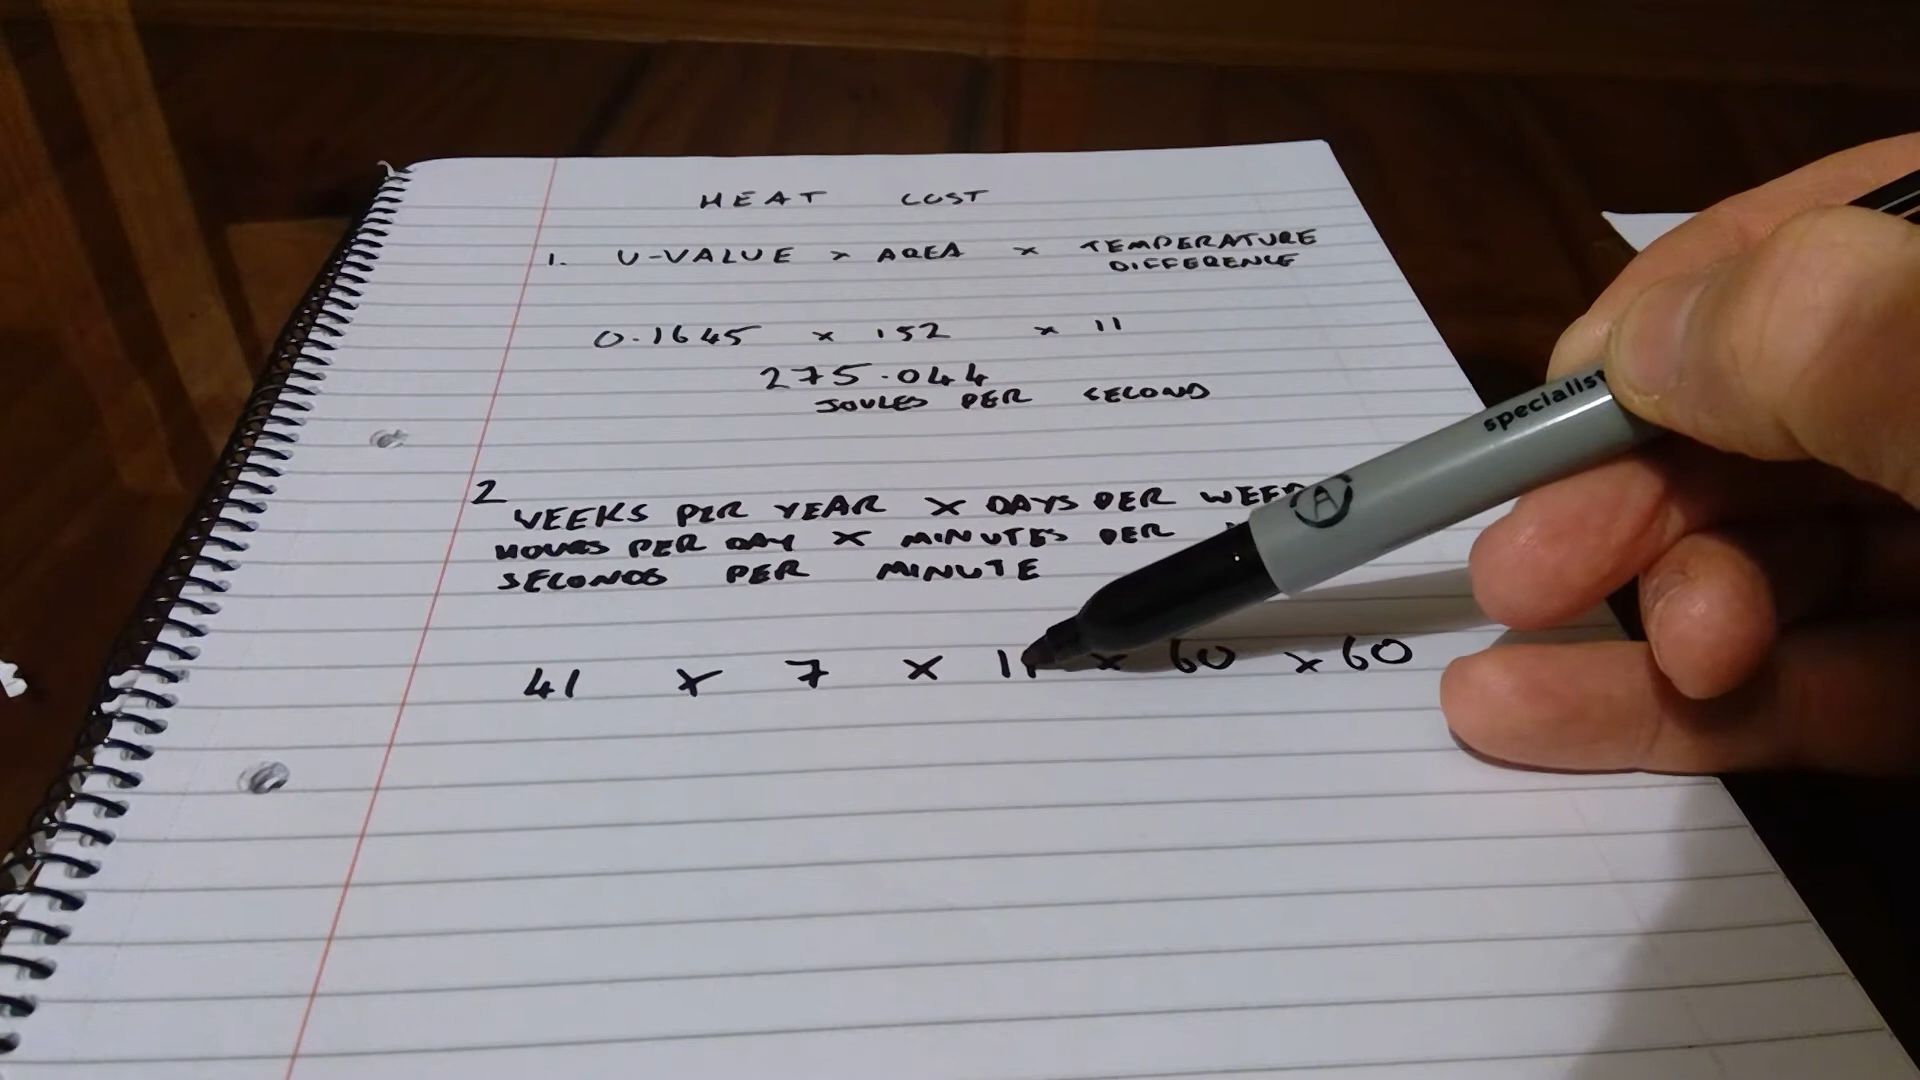 HEAT COST
1. U-VALUE × AREA × TEMPERATURE
DIFFERENCE
0.1645 × 152 × 11
275.044
JOULES PER SECOND
2
WEEKS PER YEAR × DAYS PER WEE
HOURS PER DAY × MINUTES PER
SECONDS PER MINUTE
41 × 7 × × 60 × 60
specialist
A